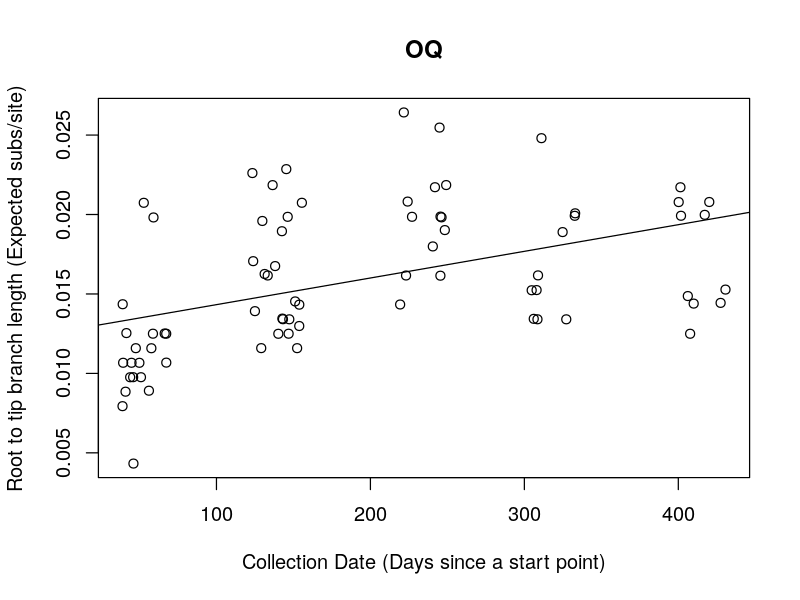 OQ
Root to tip branch length (Expected subs/site)
0.025
0.020
0.015
0.010
0.005
100 200 300 400
Collection Date (Days since a start point)